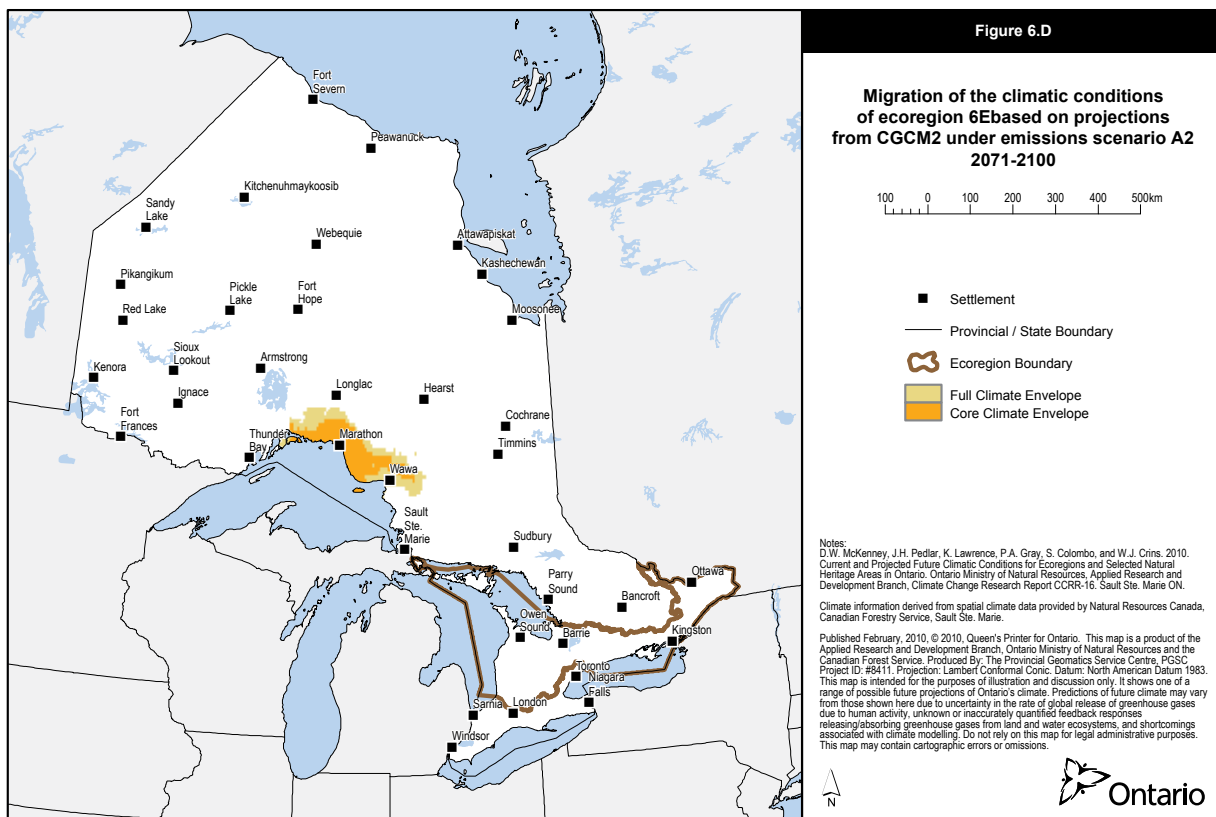 Figure 6.D
Migration of the climatic conditions
of ecoregion 6Ebased on projections
from CGCM2 under emissions scenario A2
2071-2100
100 0 100 200 300 400 500km
Settlement
Provincial / State Boundary
Ecoregion Boundary
Full Climate Envelope
Core Climate Envelope
Notes:
D.W. McKenney, J.H. Pedlar, K. Lawrence, P.A. Gray, S. Colombo, and W.J. Crins. 2010.
Current and Projected Future Climatic Conditions for Ecoregions and Selected Natural
Heritage Areas in Ontario. Ontario Ministry of Natural Resources, Applied Research and
Development Branch, Climate Change Research Report CCRR-16. Sault Ste. Marie ON.
Climate information derived from spatial climate data provided by Natural Resources Canada,
Canadian Forestry Service, Sault Ste. Marie.
Published February, 2010, © 2010, Queen's Printer for Ontario. This map is a product of the
Applied Research and Development Branch, Ontario Ministry of Natural Resources and the
Canadian Forest Service. Produced By: The Provincial Geomatics Service Centre, PGSC
Project ID: #8411. Projection: Lambert Conformal Conic. Datum: North American Datum 1983.
This map is intended for the purposes of illustration and discussion only. It shows one of a
range of possible future projections of Ontario's climate. Predictions of future climate may vary
from those shown here due to uncertainty in the rate of global release of greenhouse gases
due to human activity, unknown or inaccurately quantified feedback responses
releasing/absorbing greenhouse gases from land and water ecosystems, and shortcomings
associated with climate modelling. Do not rely on this map for legal administrative purposes.
This map may contain cartographic errors or omissions.
N
Ontario
Fort
Severn
Peawanuck
Kitchenuhmaykoosib
Sandy
Lake
Webequie
Attawapiskat
Kashechewan
Pikangikum
Pickle
Lake
Fort
Hope
Red Lake
Moosonee
Sioux
Lookout
Armstrong
Kenora
Ignace
Longlac
Hearst
Fort
Frances
Cochrane
Thunder
Bay
Marathon
Timmins
Wawa
Sault
Ste.
Marie
Sudbury
Parry
Sound
Ottawa
Bancroft
Owen
Sound
Barrie
Kingston
Toronto
Niagara
Falls
Sarnia
London
Windsor